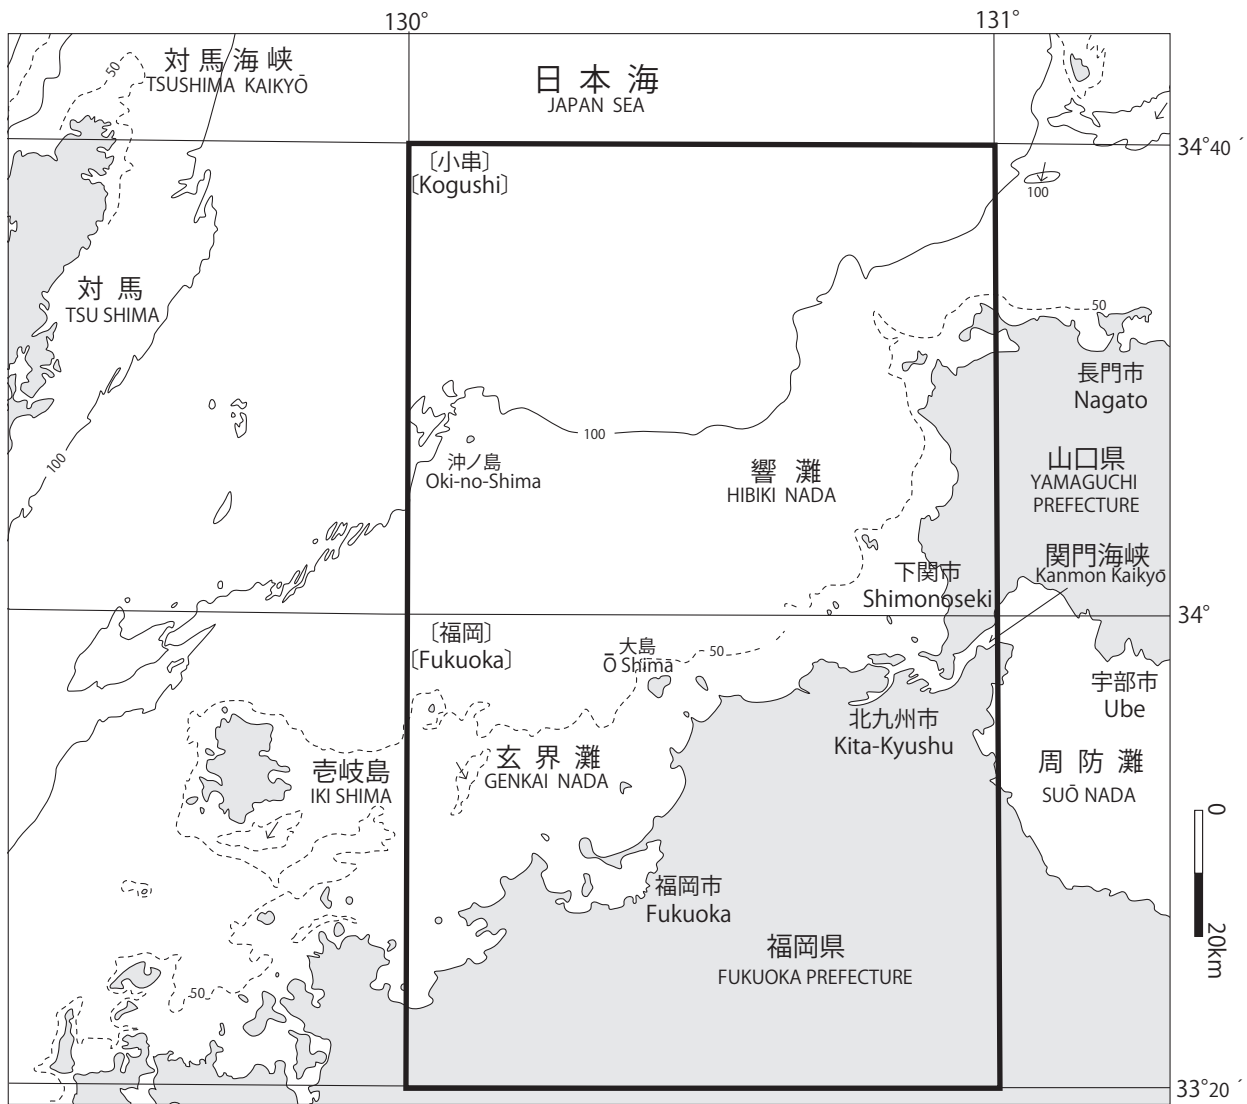 130°
131°
対馬海峡
TSUSHIMA KAIKYŌ
日本海
JAPAN SEA
50
34°40´
〔小串〕
〔Kogushi〕
100
対馬
TSU SHIMA
50
長門市
Nagato
100
100
沖ノ島
Oki-no-Shima
響灘
HIBIKI NADA
山口県
YAMAGUCHI
PREFECTURE
関門海峡
Kanmon Kaikyō
下関市
Shimonoseki
34°
〔福岡〕
〔Fukuoka〕
大島
Ō Shima
50
宇部市
Ube
北九州市
Kita-Kyushu
玄界灘
GENKAI NADA
壱岐島
IKI SHIMA
周防灘
SUŌ NADA
0
20km
福岡市
Fukuoka
福岡県
FUKUOKA PREFECTURE
50
33°20´